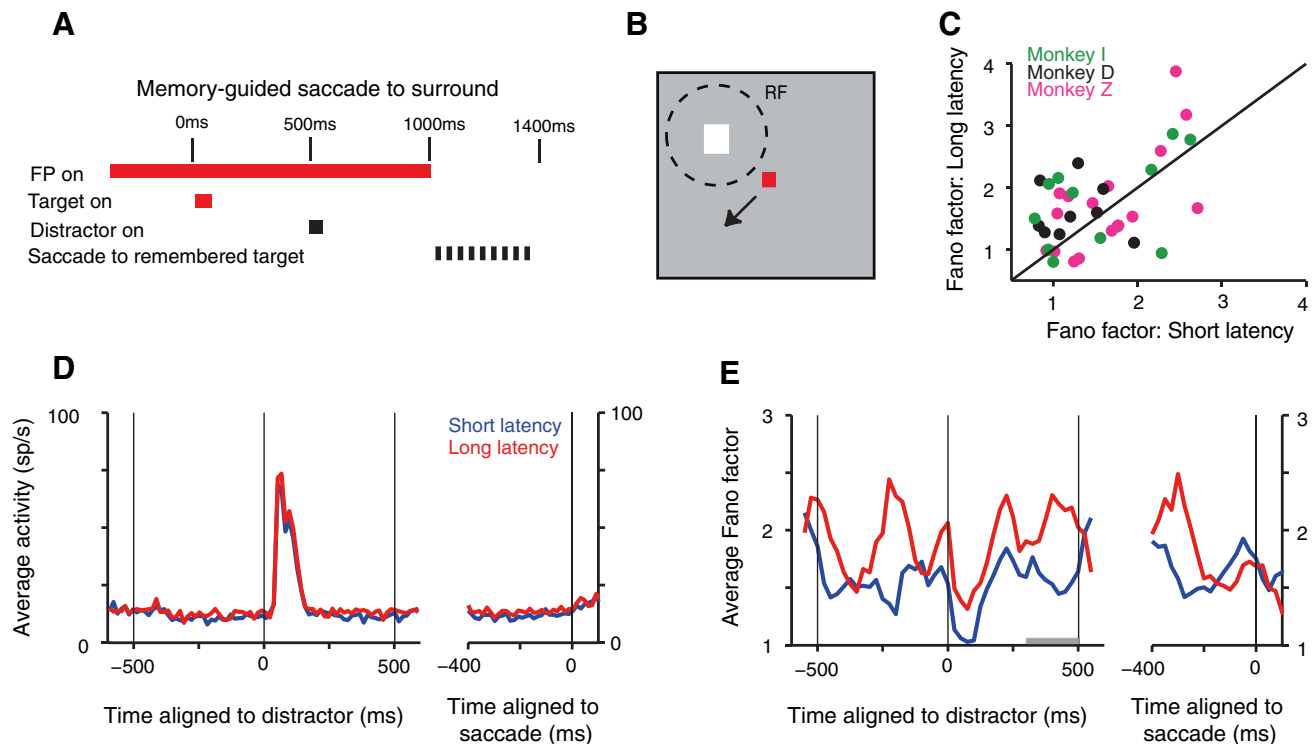 A
Memory-guided saccade to surround
0ms
500ms
1000ms
1400ms
FP on
Target on
Distractor on
Saccade to remembered target
B
RF
C
Monkey I
Monkey D
Monkey Z
Fano factor: Long latency
4
3
2
1
1
2
3
4
Fano factor: Short latency
D
Average activity (sp/s)
100
0
−500
0
500
Time aligned to distractor (ms)
Short latency
Long latency
100
0
−400
0
Time aligned to
saccade (ms)
E
Average Fano factor
3
2
1
−500
0
500
Time aligned to distractor (ms)
3
2
1
−400
0
Time aligned to
saccade (ms)